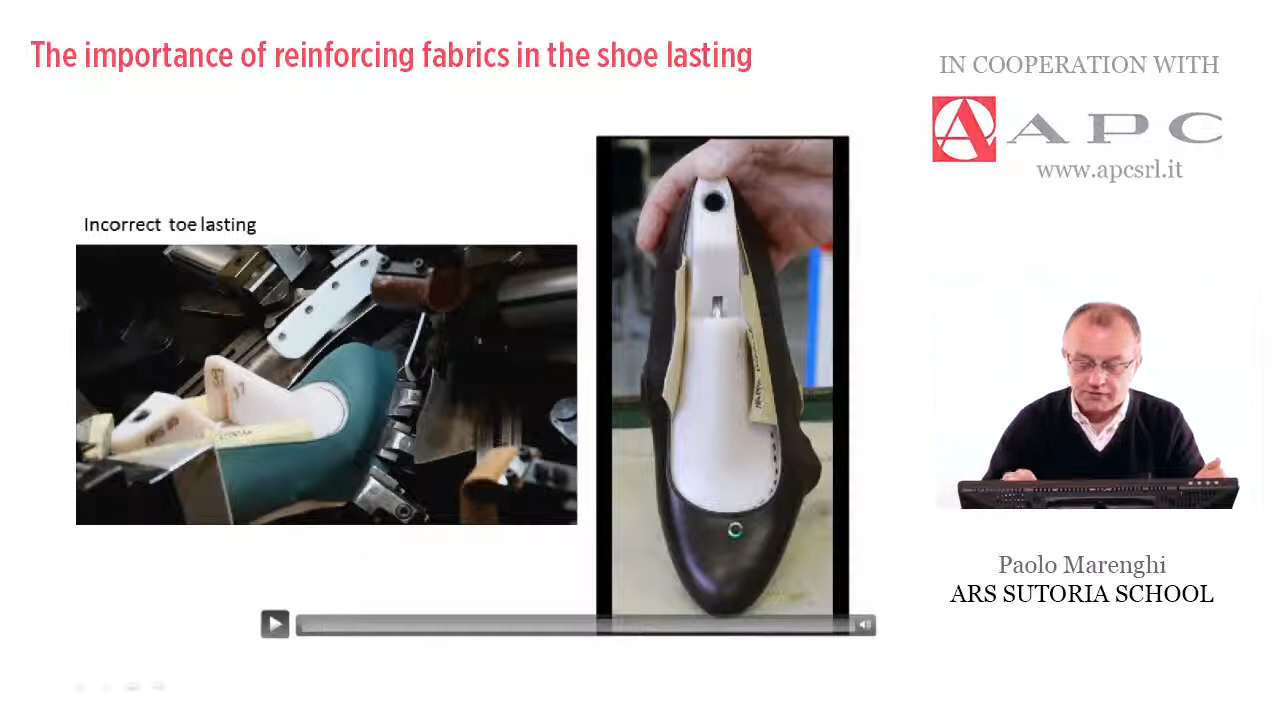 The importance of reinforcing fabrics in the shoe lasting
IN COOPERATION WITH
A P C
www.apcsrl.it
Incorrect toe lasting
37
Paolo Marenghi
ARS SUTORIA SCHOOL